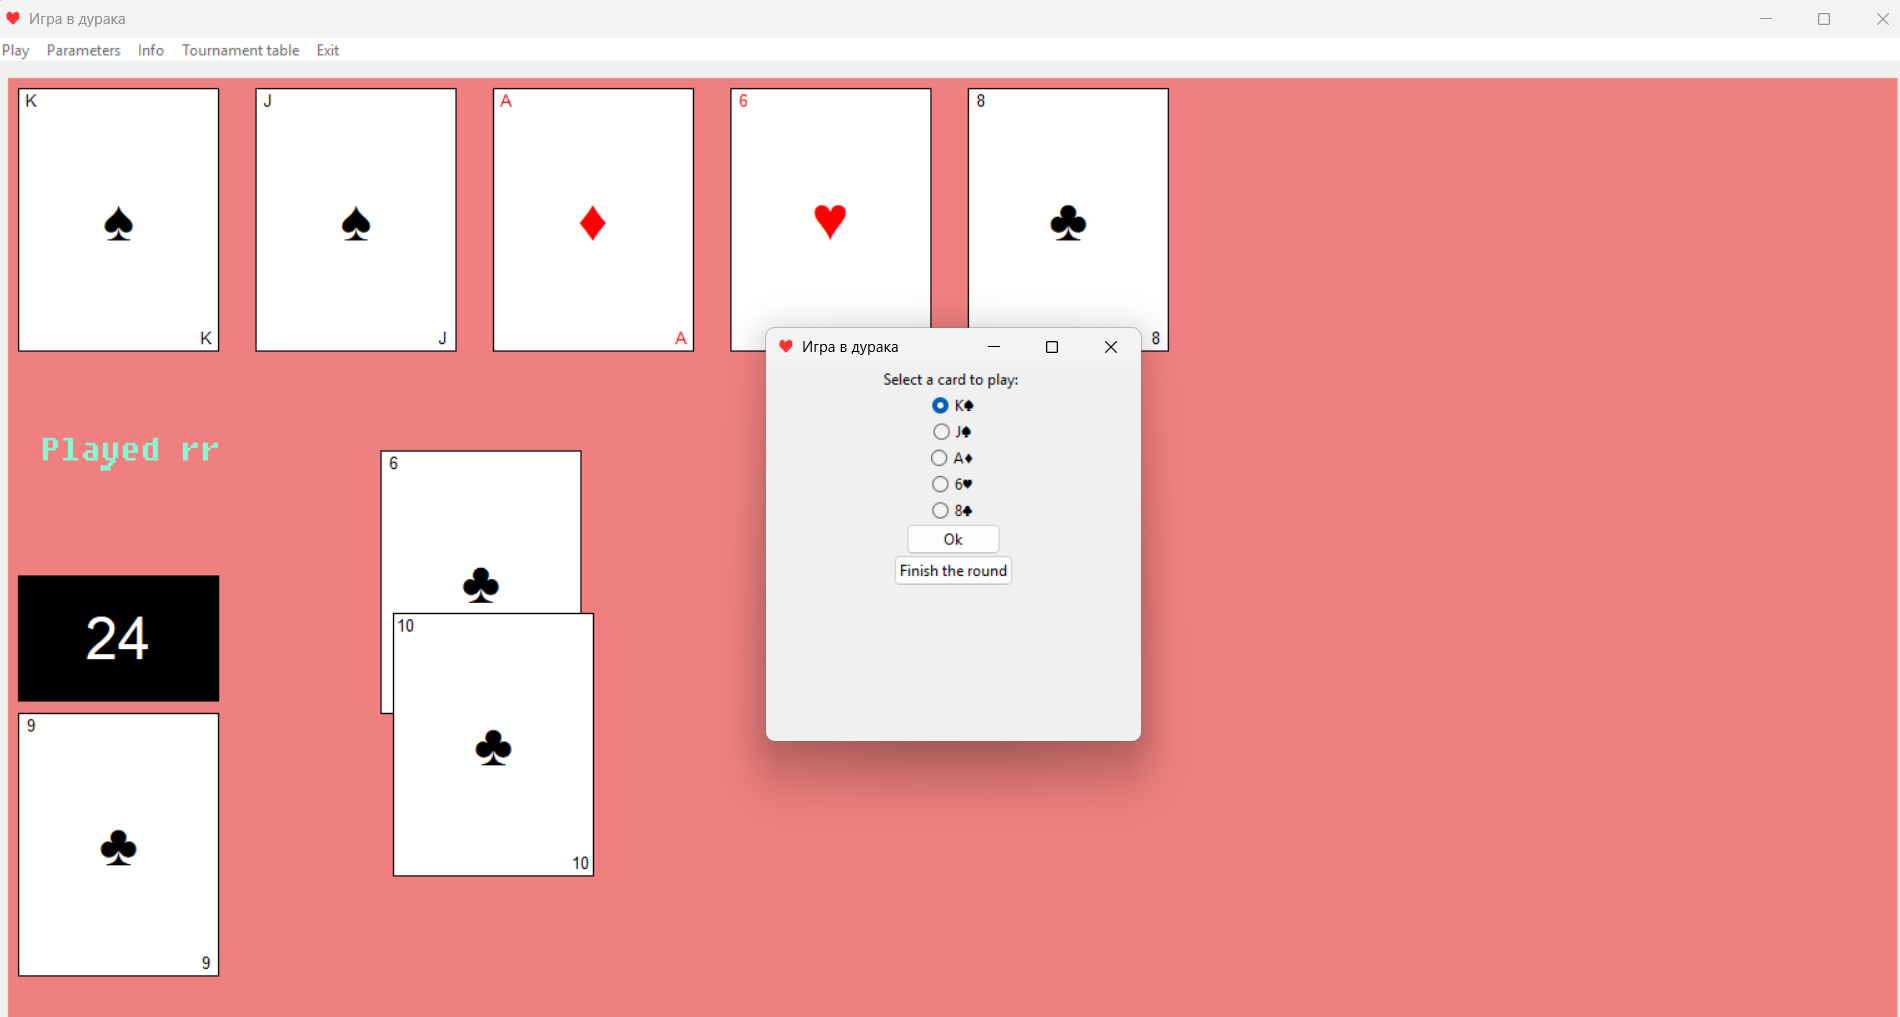 Игра в дурака
Play Parameters Info Tournament table Exit
K J A 6 8
K J A 8
Игра в дурака
Select a card to play:
K♠
J♠
A♦
6♥
8♣
Ok
Finish the round
Played rr
6
24
10
9
10
9